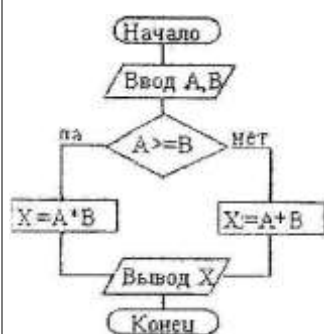 Начало
Ввод A,B
да
A>=B
нет
X=A*B
X:=A+B
Вывод X
Конец